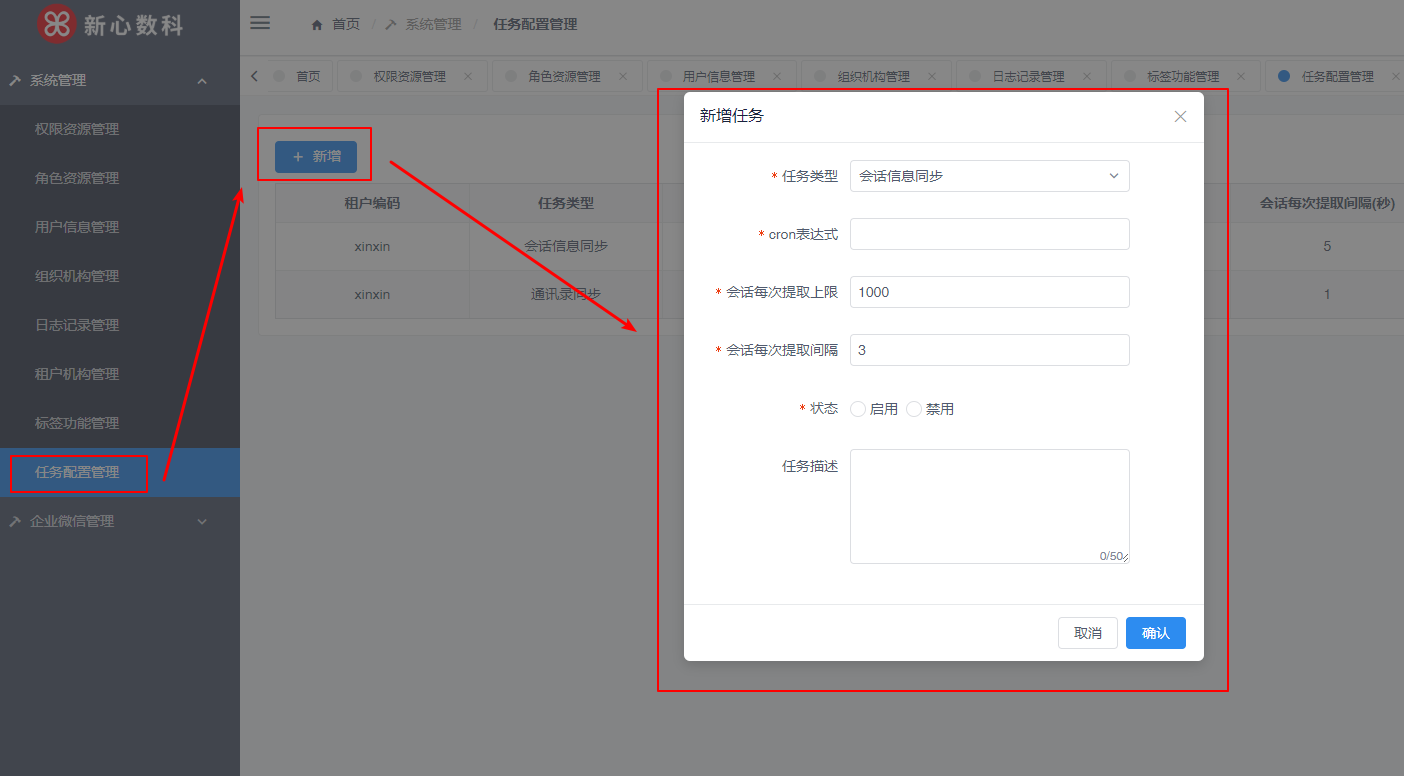 新心数科
系统管理
权限资源管理
角色资源管理
用户信息管理
组织机构管理
日志记录管理
租户机构管理
标签功能管理
任务配置管理
企业微信管理
首页 / 系统管理 / 任务配置管理
首页 权限资源管理 角色资源管理 用户信息管理 组织机构管理 日志记录管理 标签功能管理 任务配置管理
+ 新增
租户编码 任务类型 会话每次提取间隔(秒)
xinxin 会话信息同步 5
xinxin 通讯录同步 1
新增任务
* 任务类型 会话信息同步
* cron表达式
* 会话每次提取上限 1000
* 会话每次提取间隔 3
* 状态 启用 禁用
任务描述
0/50
取消 确认